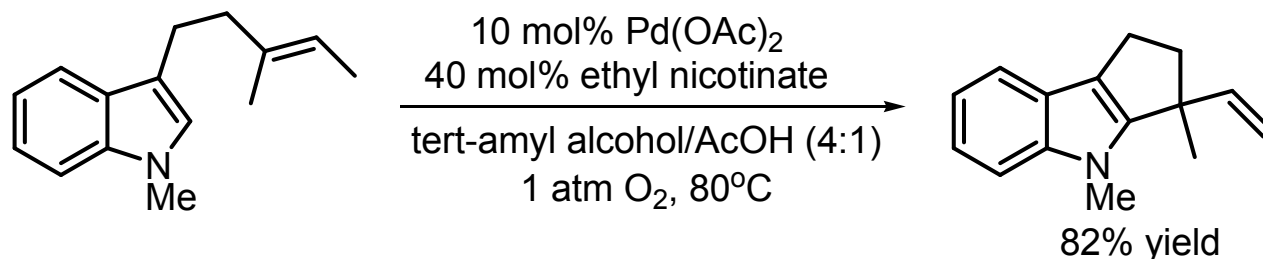 10 mol% Pd(OAc)2
40 mol% ethyl nicotinate
tert-amyl alcohol/AcOH (4:1)
1 atm O2, 80oC
N
Me
N
Me
82% yield